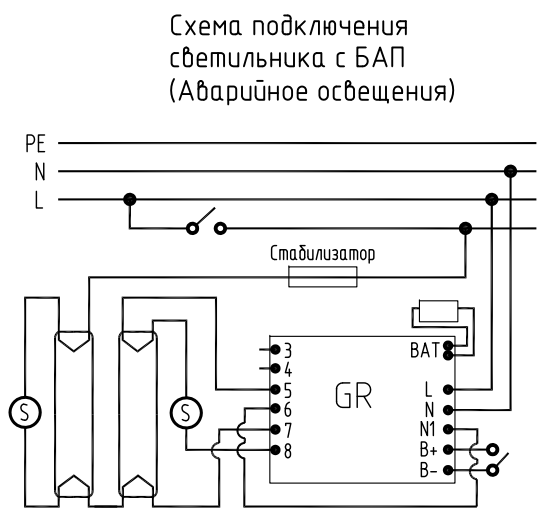 Схема подключения
светильника с БАП
(Аварийное освещения)
PE
N
L
Стабилизатор
3
4
5
6
7
8
GR
BAT
L
N
N1
B+
B-
S
S